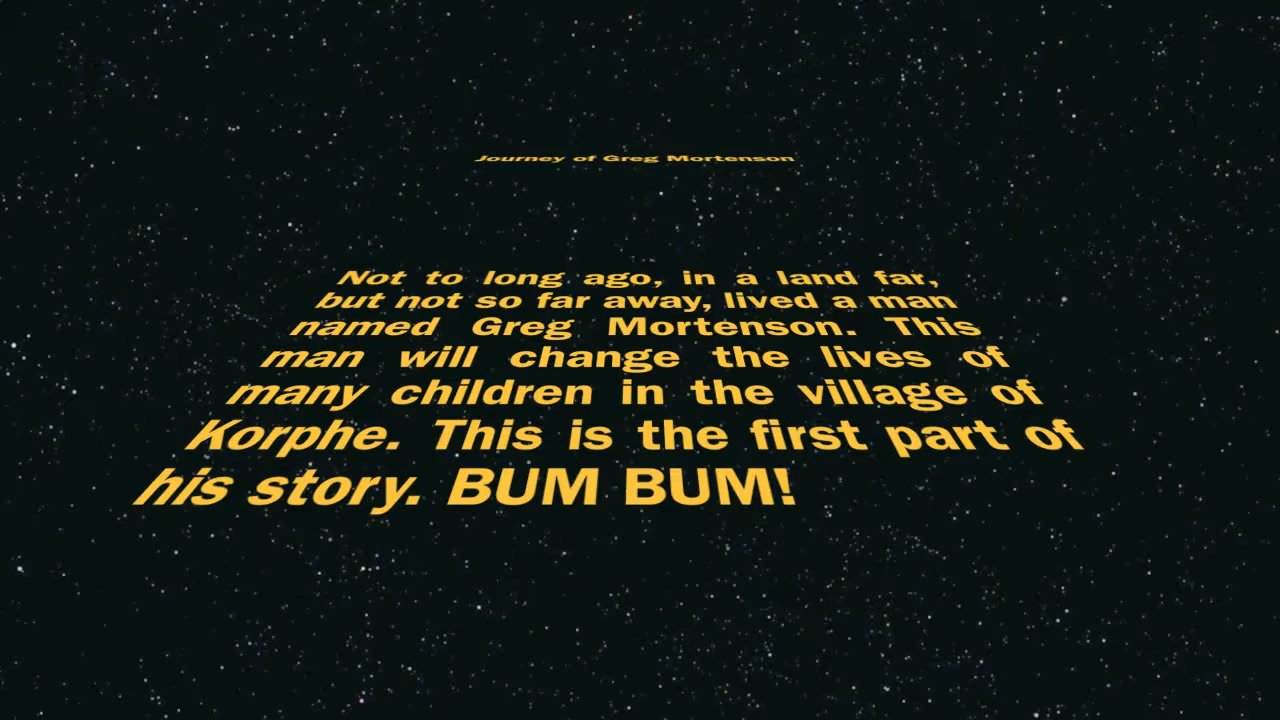 Journey of Greg Mortenson
Not to long ago, in a land far,
but not so far away, lived a man
named Greg Mortenson. This
man will change the lives of
many children in the village of
Korphe. This is the first part of
his story. BUM BUM!